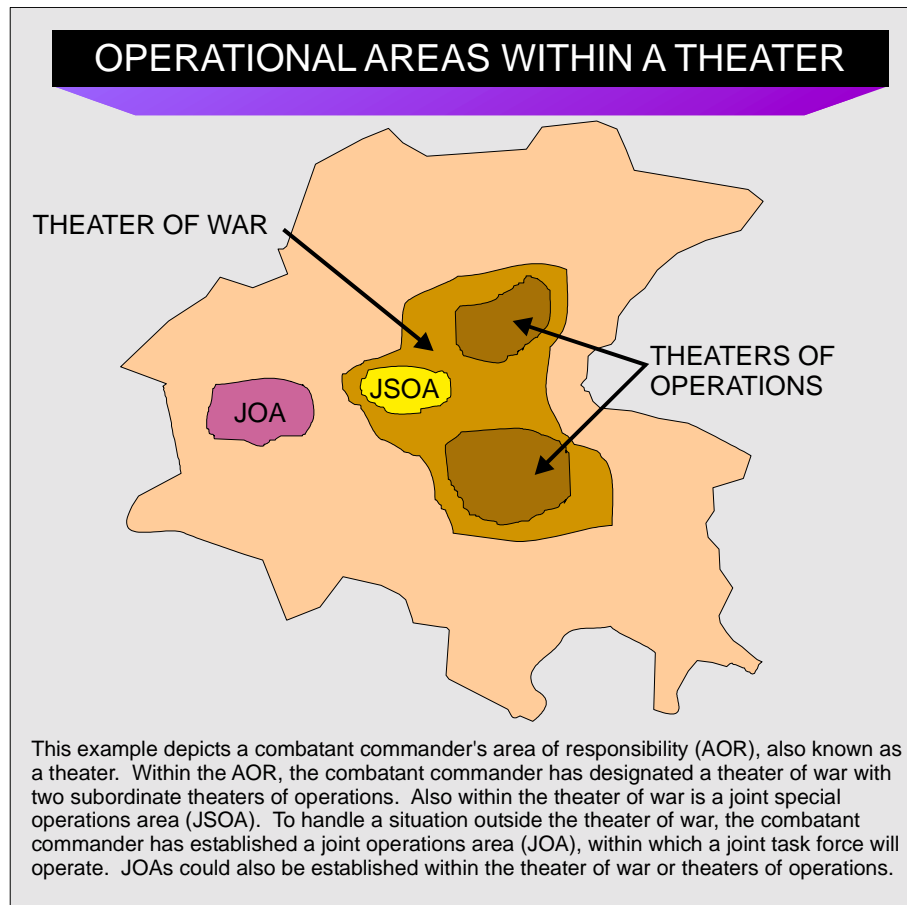 OPERATIONAL AREAS WITHIN A THEATER
THEATER OF WAR
THEATERS OF
OPERATIONS
JSOA
JOA
This example depicts a combatant commander's area of responsibility (AOR), also known as
a theater.  Within the AOR, the combatant commander has designated a theater of war with
two subordinate theaters of operations.  Also within the theater of war is a joint special
operations area (JSOA).  To handle a situation outside the theater of war, the combatant
commander has established a joint operations area (JOA), within which a joint task force will
operate.  JOAs could also be established within the theater of war or theaters of operations.